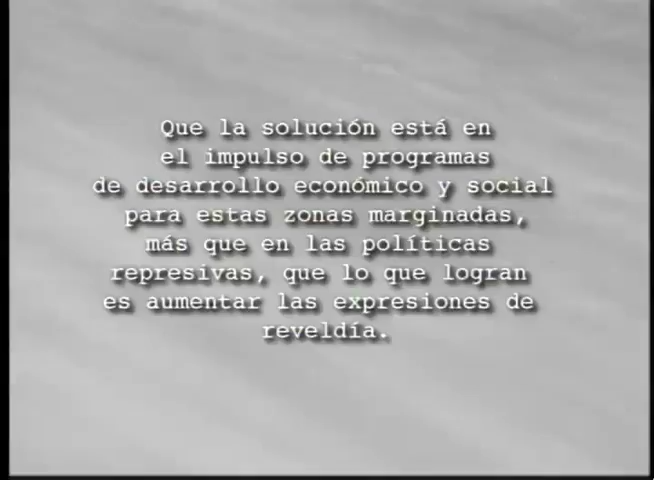 Que la solución está en
el impulso de programas
de desarrollo económico y social
para estas zonas marginadas,
más que en las políticas
represivas, que lo que logran
es aumentar las expresiones de
reveldía.